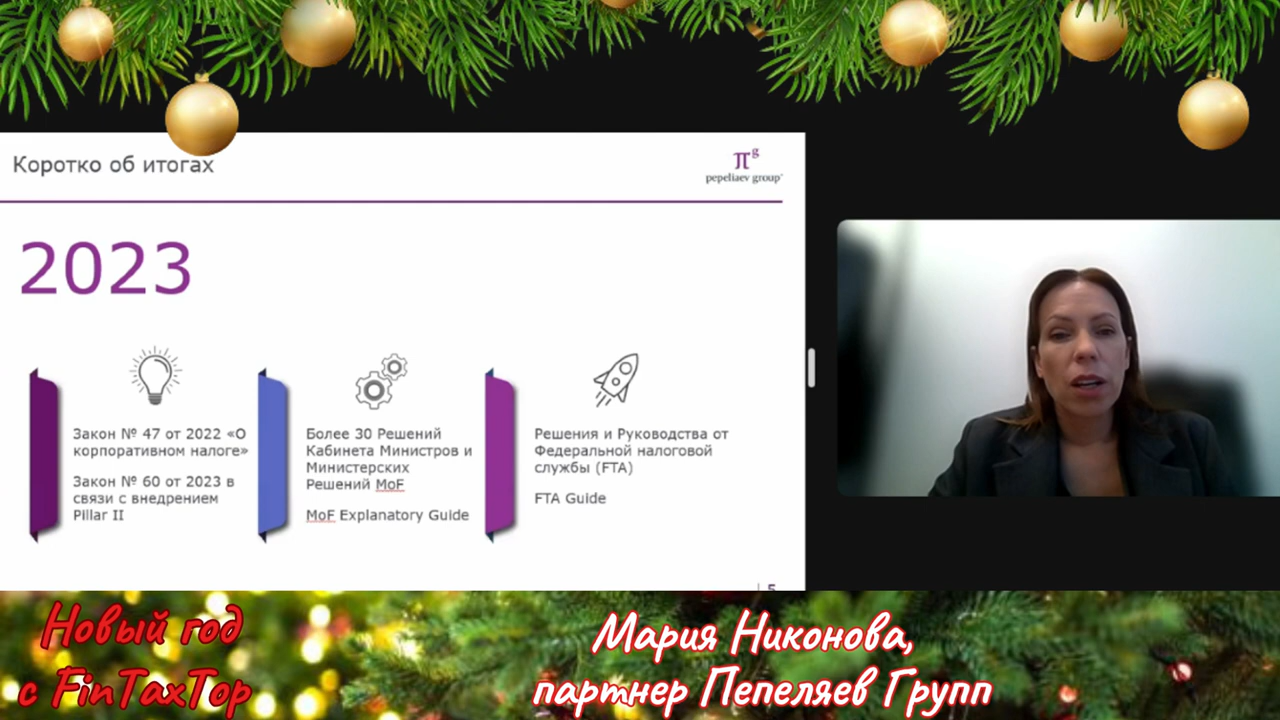 Коротко об итогах
πg
pepeliaev group
2023
Закон № 47 от 2022 «О
корпоративном налоге»
Закон № 60 от 2023 в
связи с внедрением
Pillar II
Более 30 Решений
Кабинета Министров и
Министерских
Решений MoF
MoF Explanatory Guide
Решения и Руководства от
Федеральной налоговой
службы (FTA)
FTA Guide
Новый год
с FinTaxTop
Мария Никонова,
партнер Пепеляев Групп